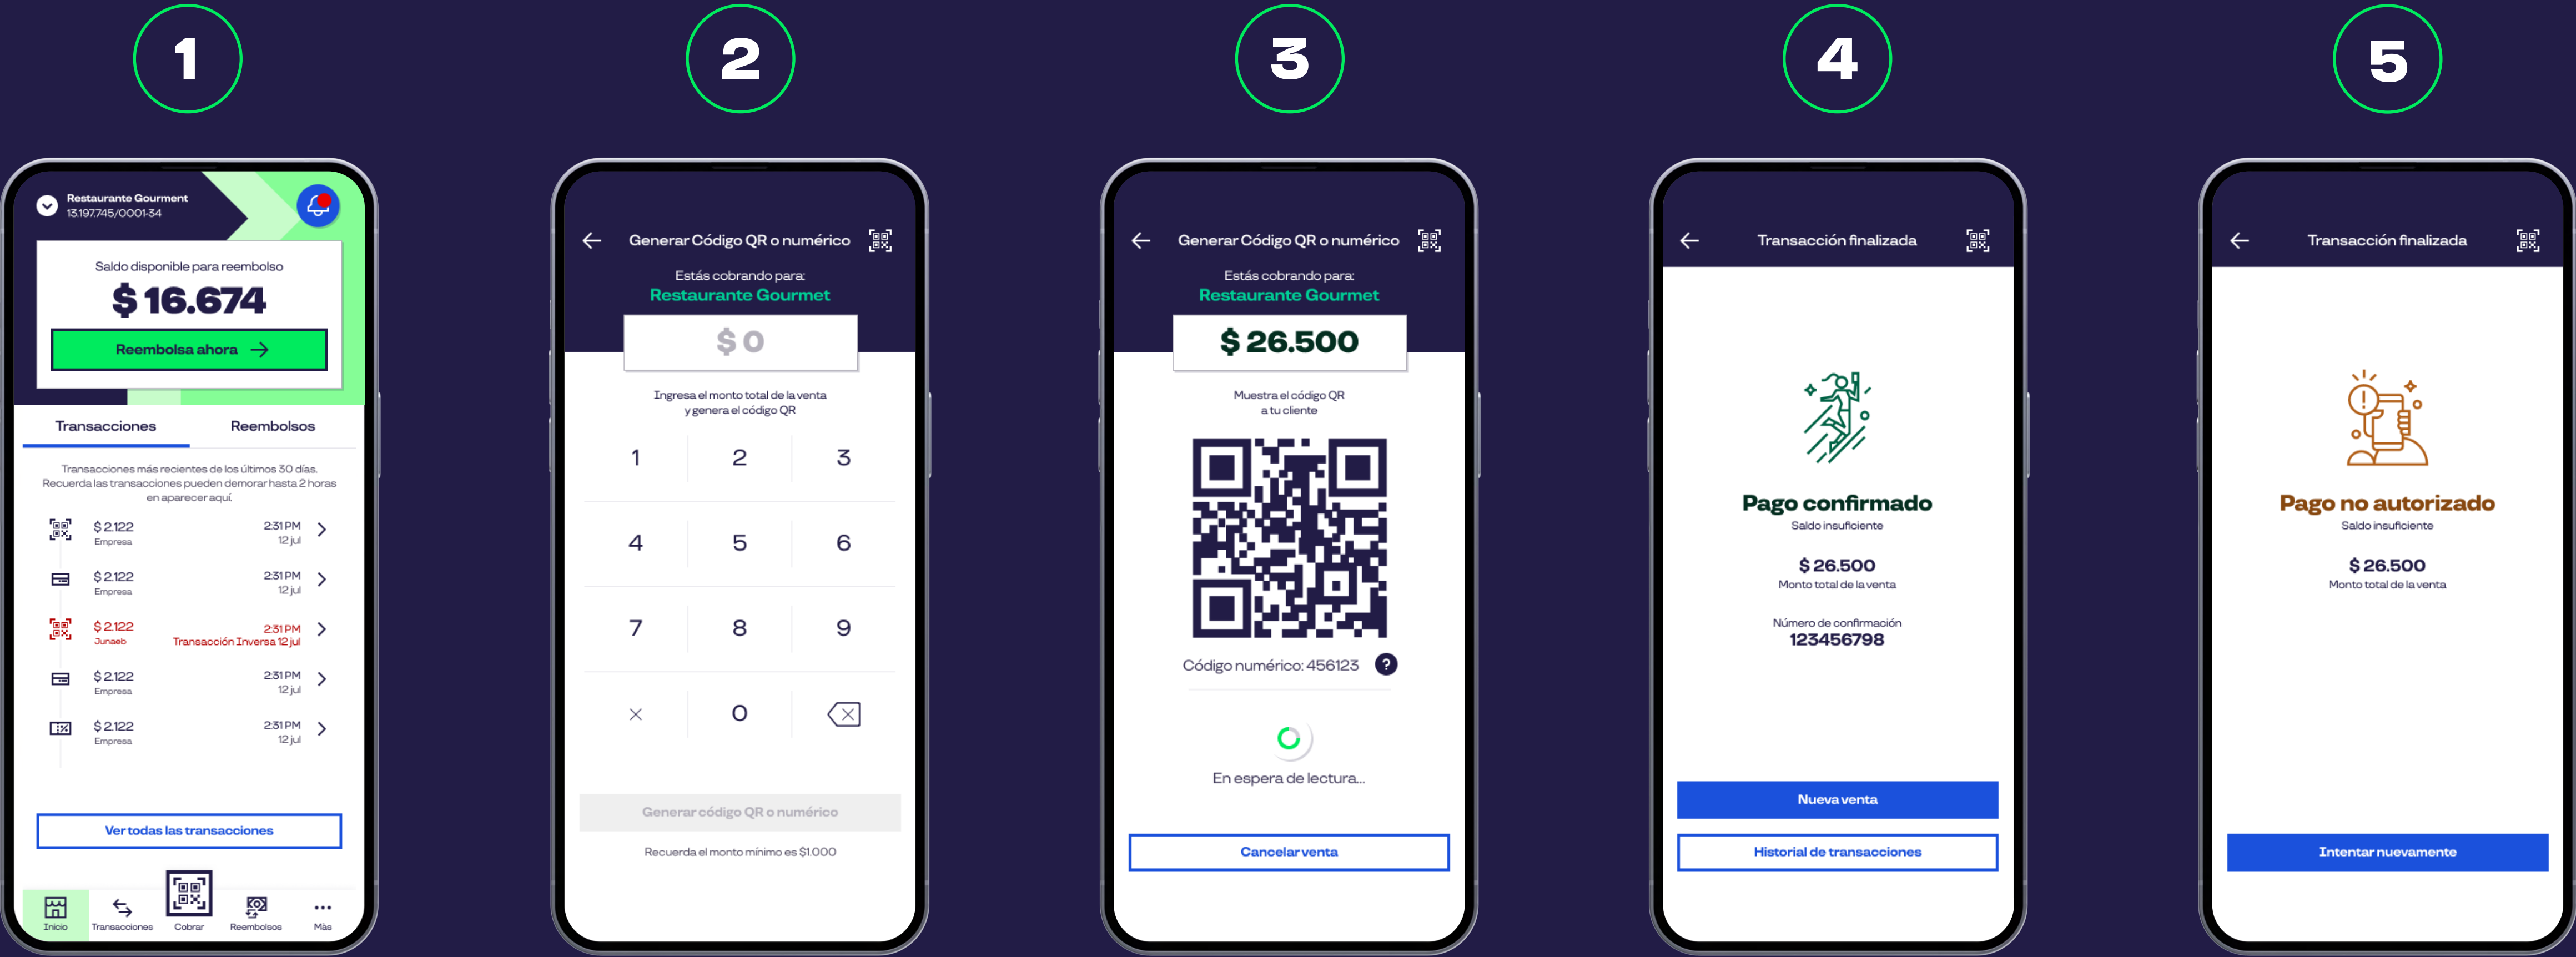 1
2
3
4
5
Restaurante Gourment
13.197.745/0001-34
Saldo disponible para reembolso
$ 16.674
Reembolsa ahora →
Transacciones
Reembolsos
Transacciones más recientes de los últimos 30 días.
Recuerda las transacciones pueden demorar hasta 2 horas
en aparecer aquí.
$ 2.122
2:31 PM
Empresa
12 jul
$ 2.122
2:31 PM
Empresa
12 jul
$ 2.122
2:31 PM
Junaeb
Transacción Inversa 12 jul
$ 2.122
2:31 PM
Empresa
12 jul
$ 2.122
2:31 PM
Empresa
12 jul
Ver todas las transacciones
Inicio
Transacciones
Cobrar
Reembolsos
Màs
Generar Código QR o numérico
Estás cobrando para:
Restaurante Gourmet
$ 0
Ingresa el monto total de la venta
y genera el código QR
1 2 3
4 5 6
7 8 9
× 0
Generar código QR o numérico
Recuerda el monto mínimo es $1.000
Generar Código QR o numérico
Estás cobrando para:
Restaurante Gourmet
$ 26.500
Muestra el código QR
a tu cliente
Código numérico: 456123 ?
En espera de lectura...
Cancelar venta
Transacción finalizada
Pago confirmado
Saldo insuficiente
$ 26.500
Monto total de la venta
Número de confirmación
123456798
Nueva venta
Historial de transacciones
Transacción finalizada
Pago no autorizado
Saldo insuficiente
$ 26.500
Monto total de la venta
Intentar nuevamente